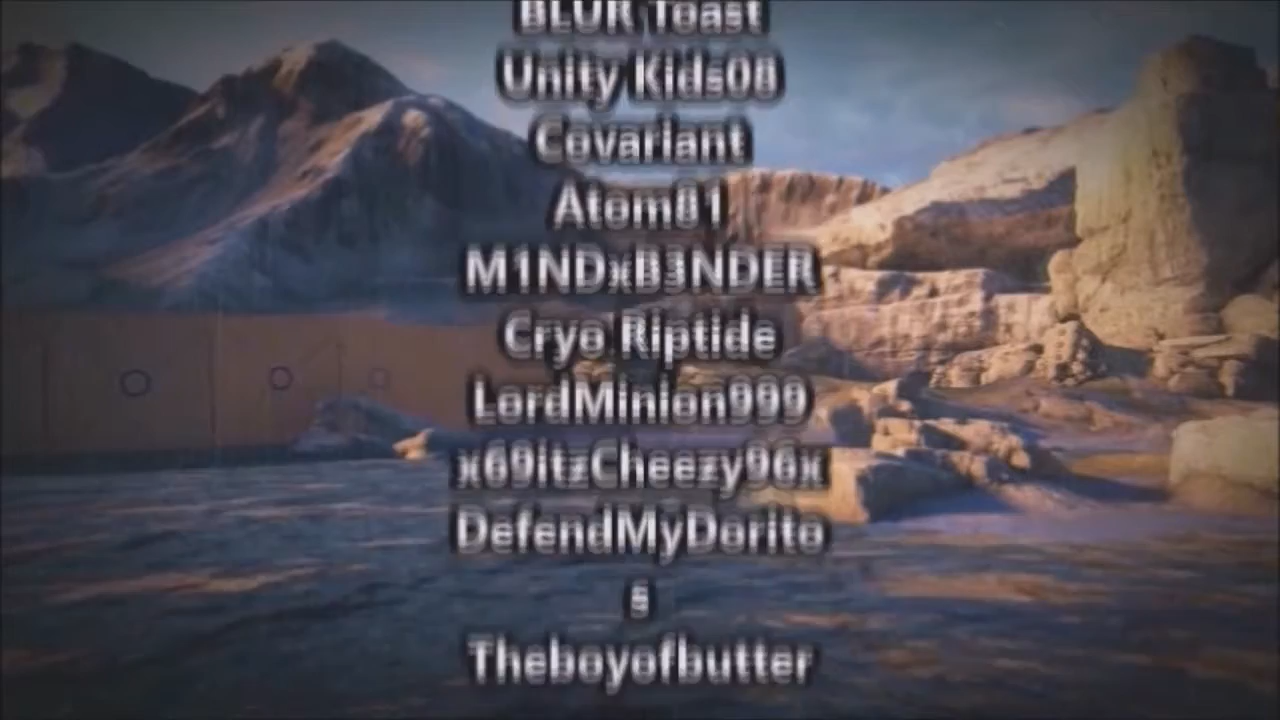 BLUR Toast
Unity Kids08
Covariant
Atom81
M1NDxB3NDER
Cryo Riptide
LordMinion999
x69itzCheezy96x
DefendMyDorito
s
Theboyofbutter